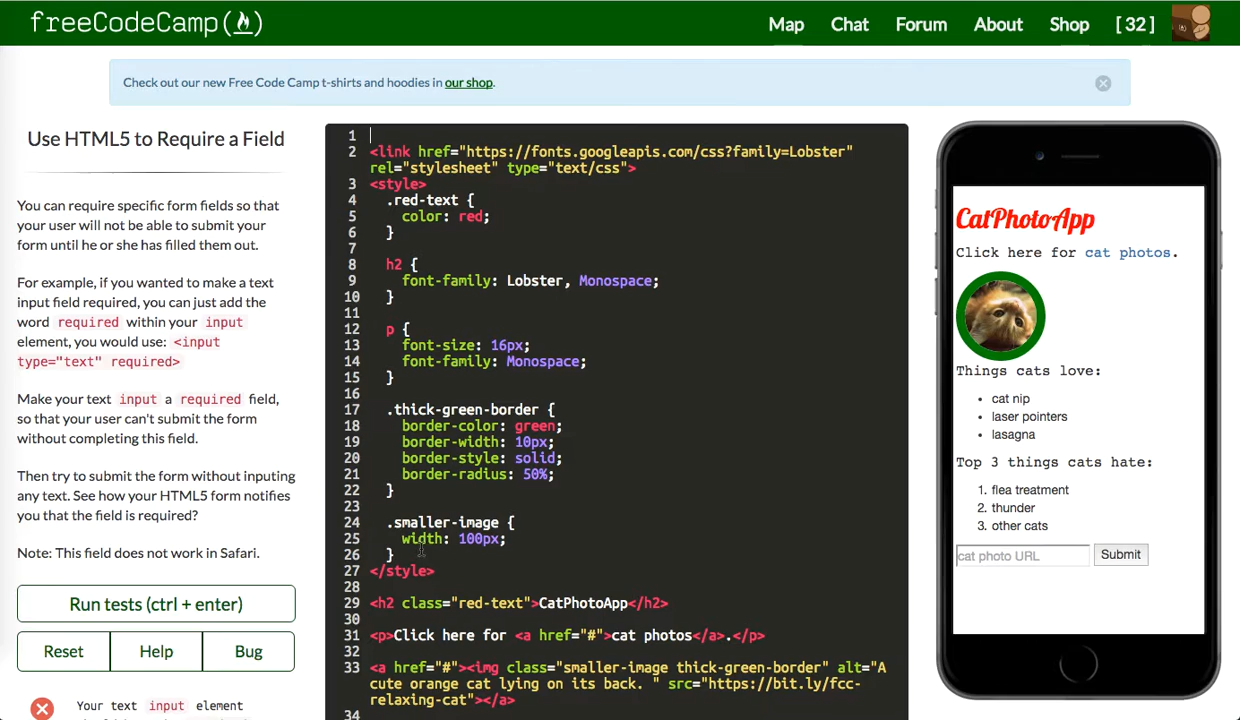 freeCodeCamp(🔥)
Map Chat Forum About Shop [ 32 ]
Check out our new Free Code Camp t-shirts and hoodies in our shop.
Use HTML5 to Require a Field
You can require specific form fields so that
your user will not be able to submit your
form until he or she has filled them out.
For example, if you wanted to make a text
input field required, you can just add the
word required within your input
element, you would use: <input
type="text" required>
Make your text input a required field,
so that your user can't submit the form
without completing this field.
Then try to submit the form without inputing
any text. See how your HTML5 form notifies
you that the field is required?
Note: This field does not work in Safari.
Run tests (ctrl + enter)
Reset Help Bug
Your text input element
1
2 <link href="https://fonts.googleapis.com/css?family=Lobster"
rel="stylesheet" type="text/css">
3 <style>
4 .red-text {
5 color: red;
6 }
7
8 h2 {
9 font-family: Lobster, Monospace;
10 }
11
12 p {
13 font-size: 16px;
14 font-family: Monospace;
15 }
16
17 .thick-green-border {
18 border-color: green;
19 border-width: 10px;
20 border-style: solid;
21 border-radius: 50%;
22 }
23
24 .smaller-image {
25 width: 100px;
26 }
27 </style>
28
29 <h2 class="red-text">CatPhotoApp</h2>
30
31 <p>Click here for <a href="#">cat photos</a>.</p>
32
33 <a href="#"><img class="smaller-image thick-green-border" alt="A
cute orange cat lying on its back. " src="https://bit.ly/fcc-
relaxing-cat"></a>
34
CatPhotoApp
Click here for cat photos.
Things cats love:
• cat nip
• laser pointers
• lasagna
Top 3 things cats hate:
1. flea treatment
2. thunder
3. other cats
cat photo URL Submit